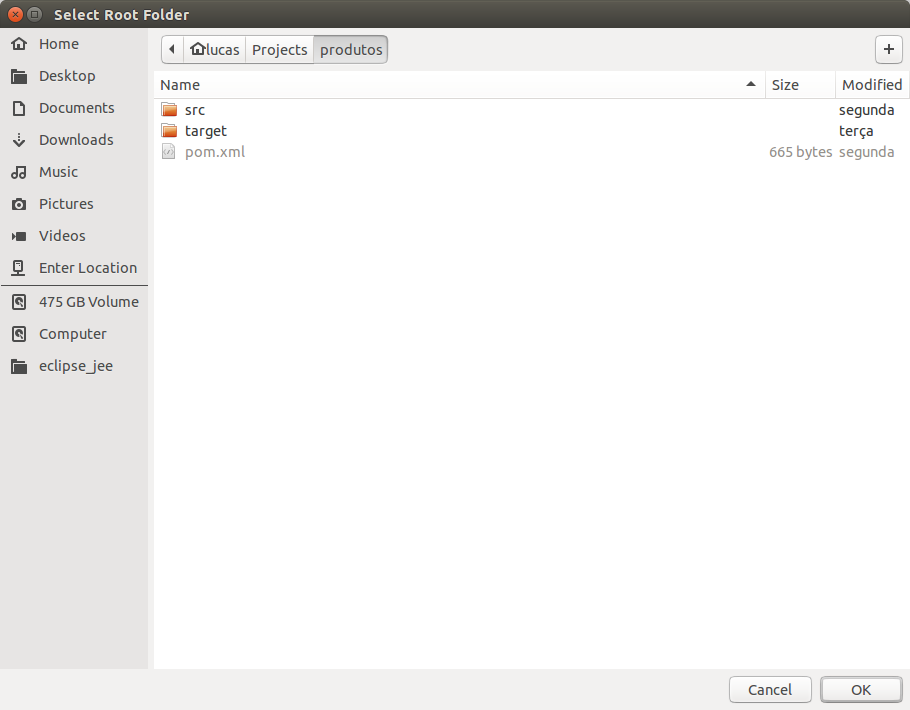 Select Root Folder
Home
Desktop
Documents
Downloads
Music
Pictures
Videos
Enter Location
475 GB Volume
Computer
eclipse_jee
lucas Projects produtos +
Name Size Modified
src segunda
target terça
pom.xml 665 bytes segunda
Cancel OK